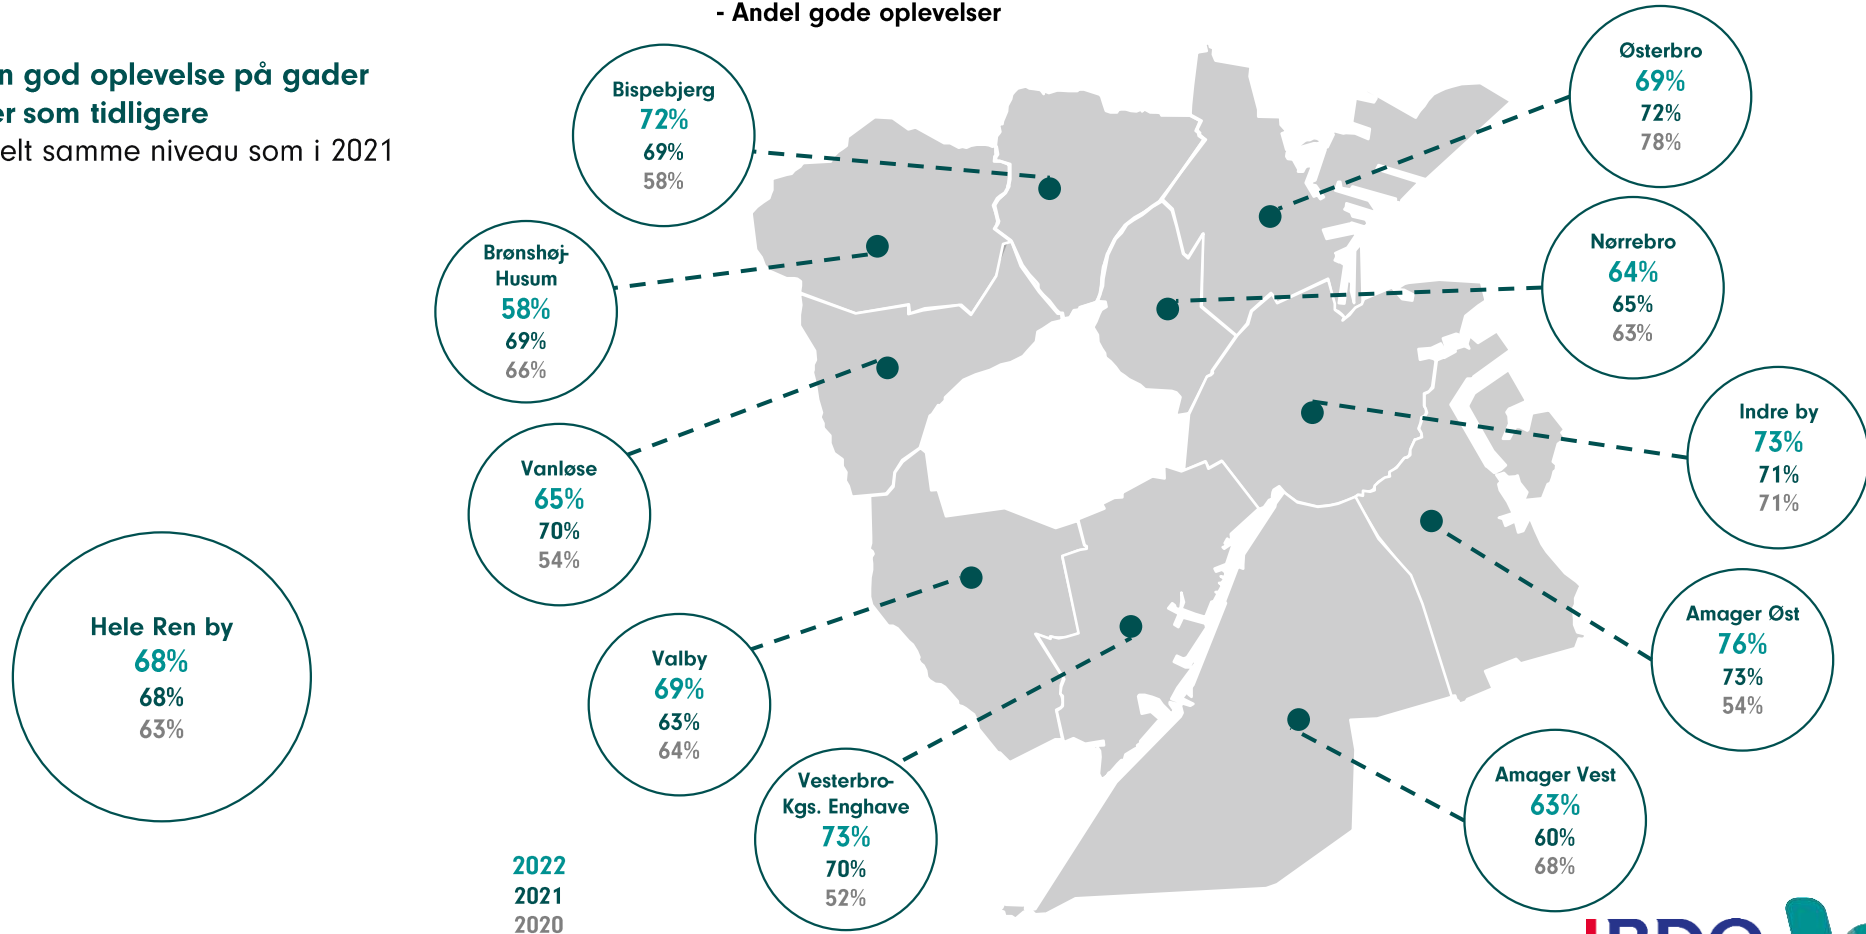 - Andel gode oplevelser
n god oplevelse på gader
er som tidligere
elt samme niveau som i 2021
Bispebjerg
72%
69%
58%
Østerbro
69%
72%
78%
Brønshøj-
Husum
58%
69%
66%
Nørrebro
64%
65%
63%
Vanløse
65%
70%
54%
Indre by
73%
71%
71%
Hele Ren by
68%
68%
63%
Valby
69%
63%
64%
Amager Øst
76%
73%
54%
Vesterbro-
Kgs. Enghave
73%
70%
52%
Amager Vest
63%
60%
68%
2022
2021
2020
BDO